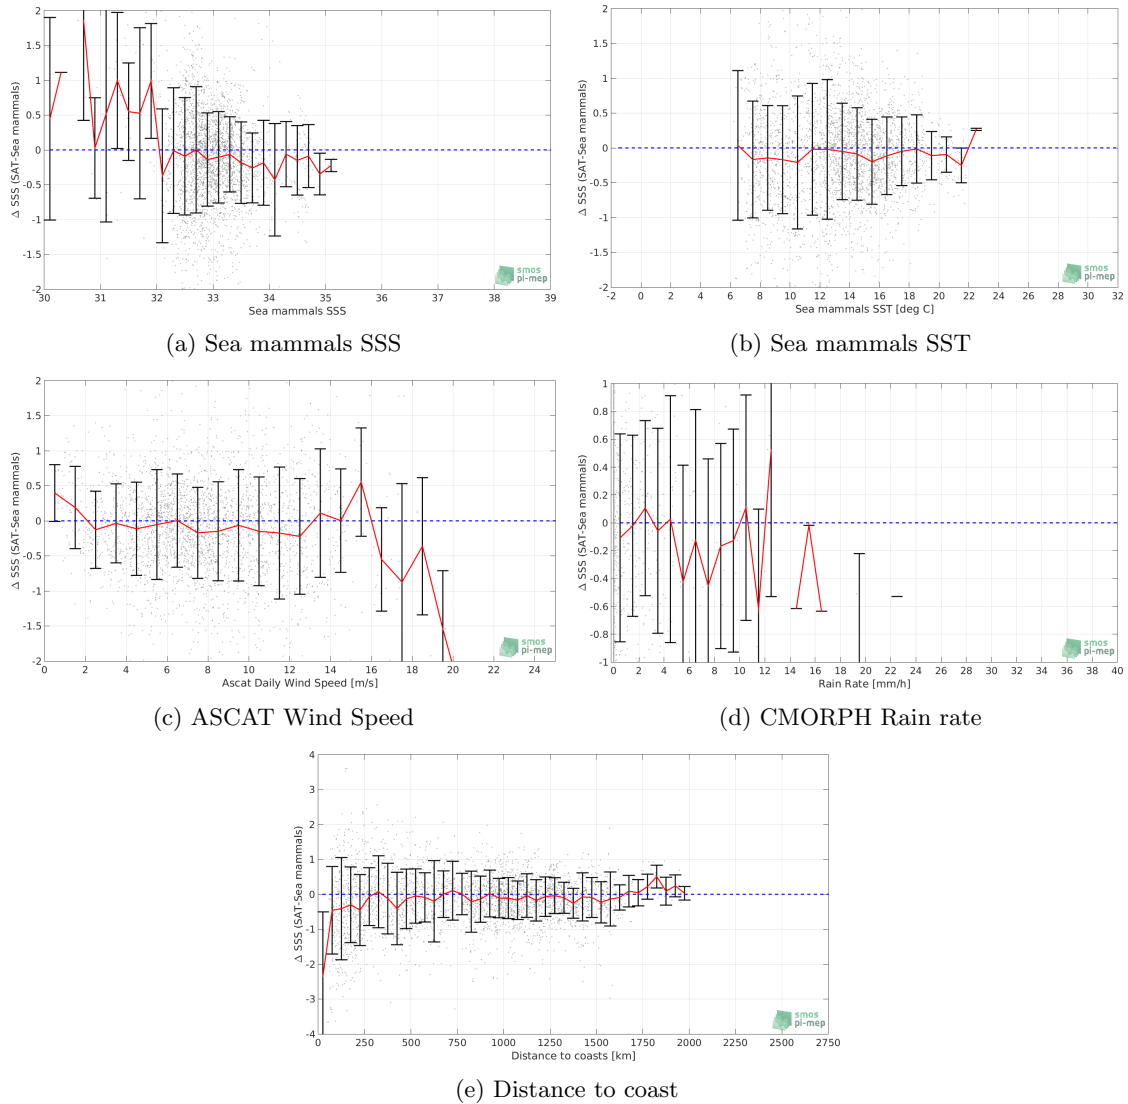 2
1.5
1
0.5
0
-0.5
-1
-1.5
-2
Δ SSS (SAT-Sea mammals)
30 31 32 33 34 35 36 37 38 39
Sea mammals SSS
smos
pi-mep
(a) Sea mammals SSS
2
1.5
1
0.5
0
-0.5
-1
-1.5
-2
Δ SSS (SAT-Sea mammals)
-2 0 2 4 6 8 10 12 14 16 18 20 22 24 26 28 30 32
Sea mammals SST [deg C]
smos
pi-mep
(b) Sea mammals SST
2
1.5
1
0.5
0
-0.5
-1
-1.5
-2
Δ SSS (SAT-Sea mammals)
0 2 4 6 8 10 12 14 16 18 20 22 24
Ascat Daily Wind Speed [m/s]
smos
pi-mep
(c) ASCAT Wind Speed
1
0.8
0.6
0.4
0.2
0
-0.2
-0.4
-0.6
-0.8
-1
Δ SSS (SAT-Sea mammals)
0 2 4 6 8 10 12 14 16 18 20 22 24 26 28 30 32 34 36 38 40
Rain Rate [mm/h]
smos
pi-mep
(d) CMORPH Rain rate
4
3
2
1
0
-1
-2
-3
-4
Δ SSS (SAT-Sea mammals)
0 250 500 750 1000 1250 1500 1750 2000 2250 2500 2750
Distance to coasts [km]
smos
pi-mep
(e) Distance to coast